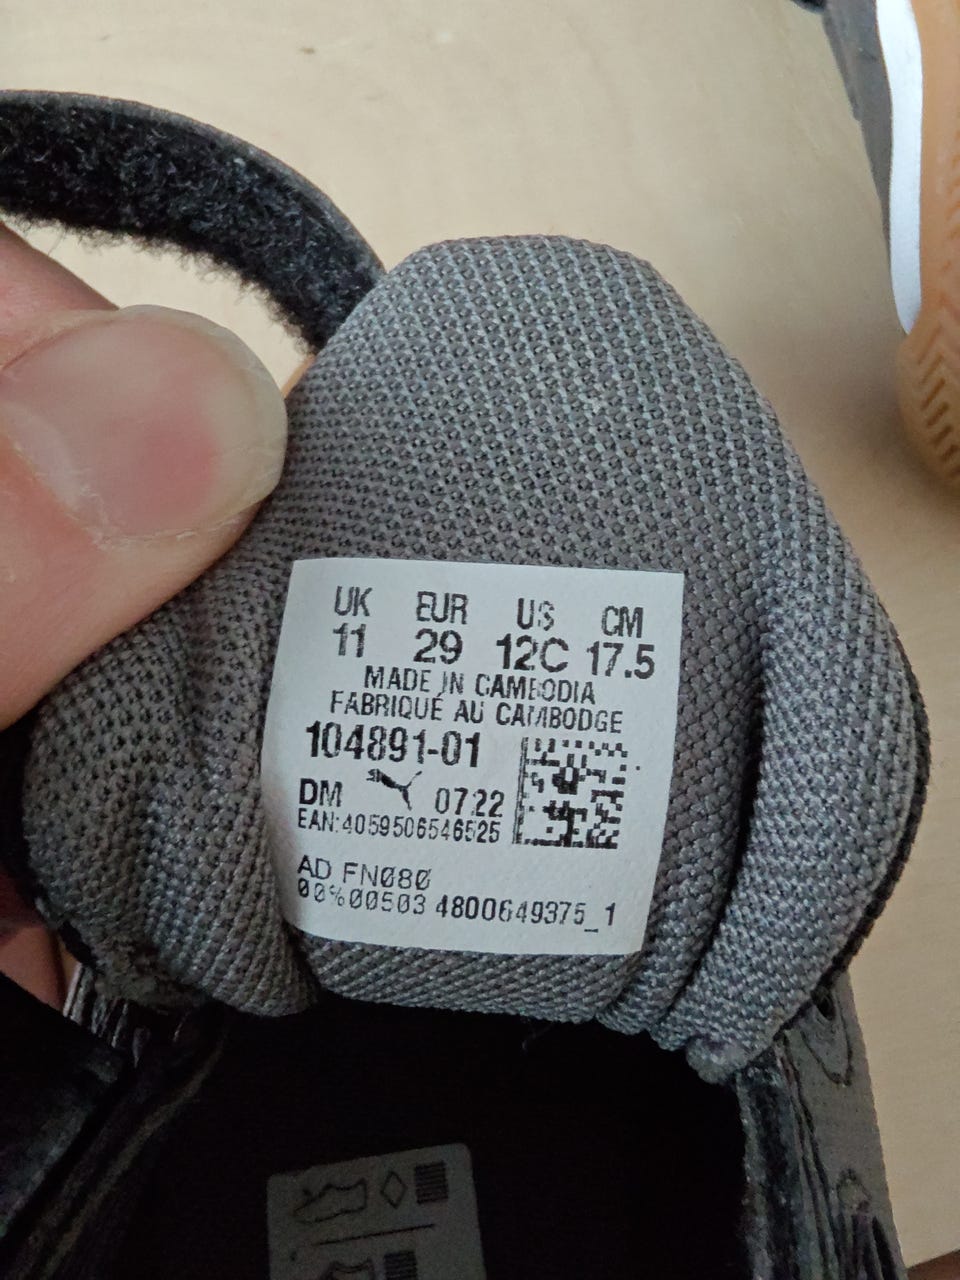 UK EUR US CM
11 29 12C 17.5
MADE IN CAMBODIA
FABRIQUÉ AU CAMBODGE
104891-01
DM 07.22
EAN:4059506546525
AD FN080
00%00503 4800649375_1